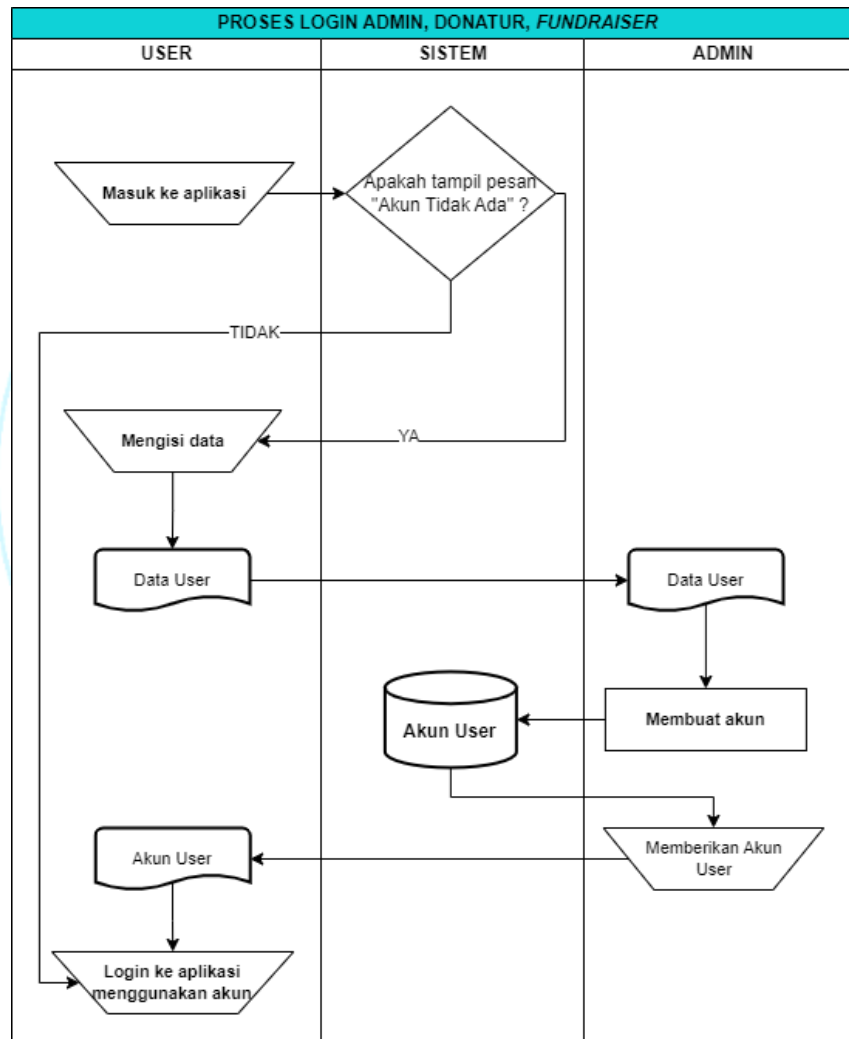 PROSES LOGIN ADMIN, DONATUR, FUNDRAISER
USER
SISTEM
ADMIN
Masuk ke aplikasi
Apakah tampil pesan
"Akun Tidak Ada" ?
TIDAK
Mengisi data
YA
Data User
Data User
Akun User
Membuat akun
Akun User
Memberikan Akun
User
Login ke aplikasi
menggunakan akun